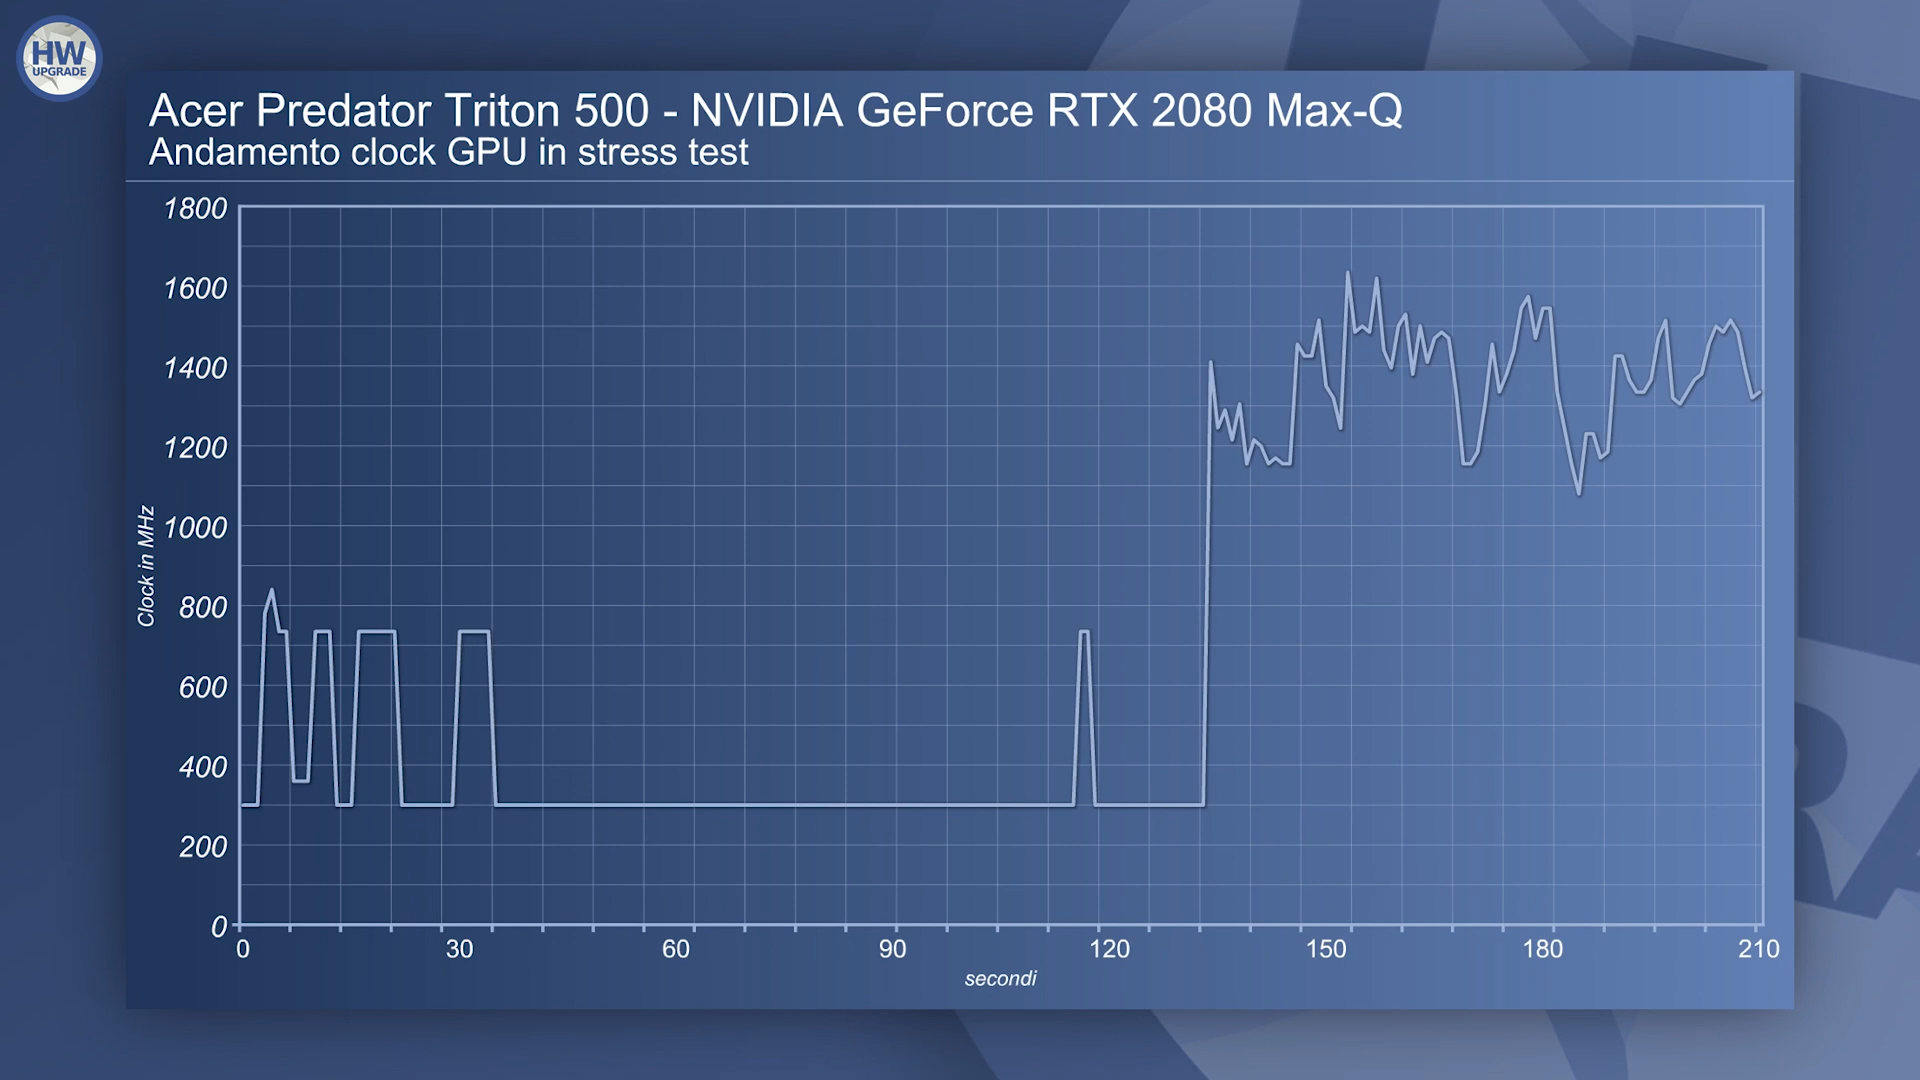 HW
UPGRADE
Acer Predator Triton 500 - NVIDIA GeForce RTX 2080 Max-Q
Andamento clock GPU in stress test
Clock in MHz
1800
1600
1400
1200
1000
800
600
400
200
0
0 30 60 90 120 150 180 210
secondi